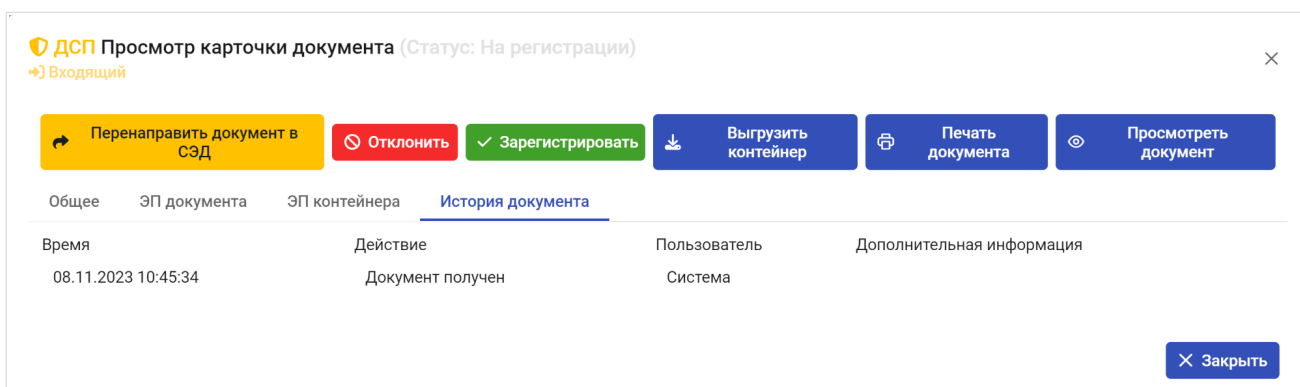 ДСП Просмотр карточки документа (Статус: На регистрации)
Входящий
Перенаправить документ в
СЭД
Отклонить
Зарегистрировать
Выгрузить
контейнер
Печать
документа
Просмотреть
документ
Общее ЭП документа ЭП контейнера История документа
Время Действие Пользователь Дополнительная информация
08.11.2023 10:45:34 Документ получен Система
Закрыть